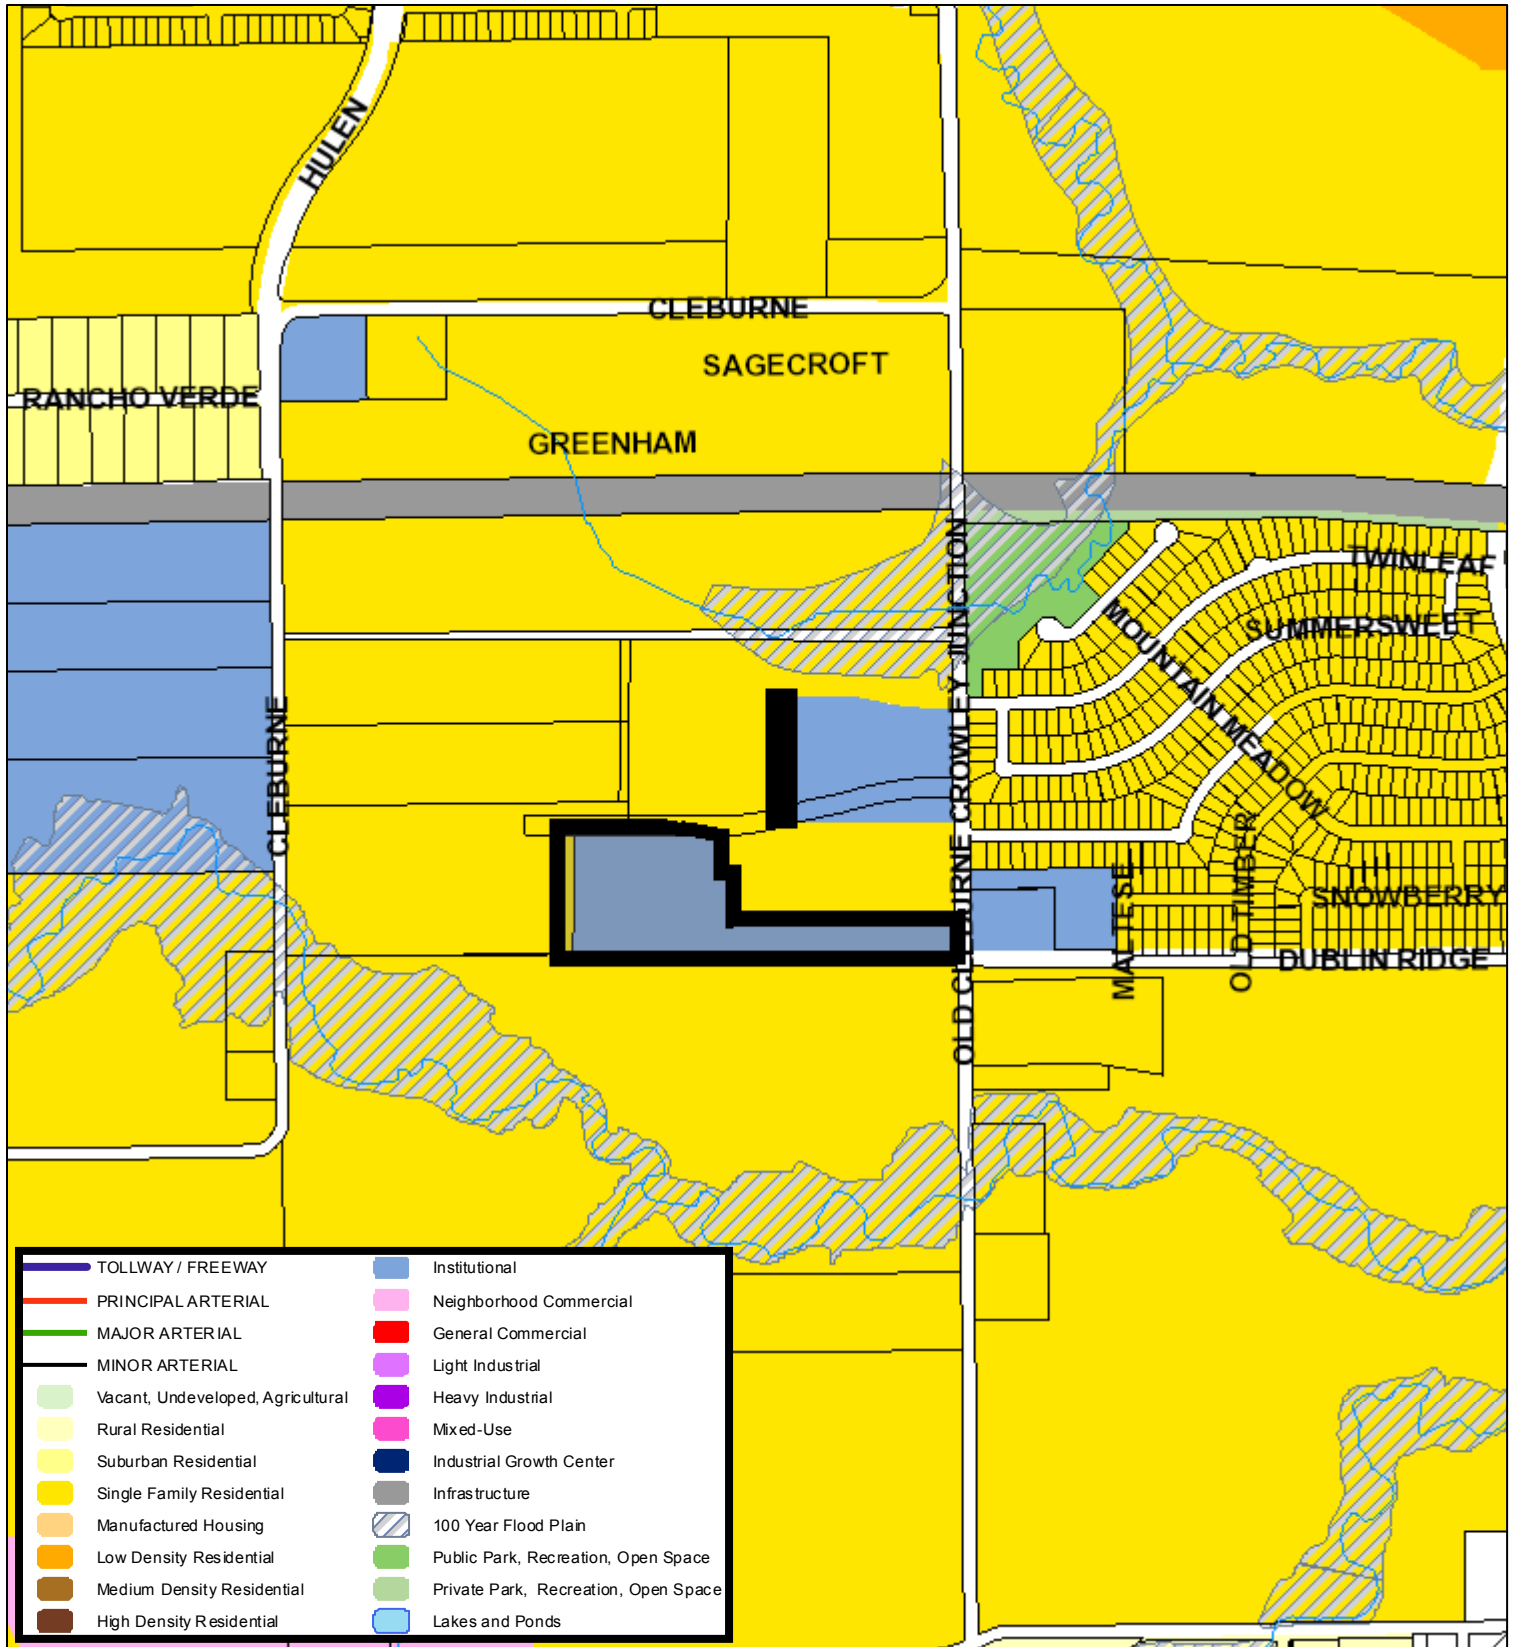 HULEN
CLEBURNE
SAGECROFT
RANCHO VERDE
GREENHAM
TWINLEAF
SUMMERSWEET
MOUNTAIN MEADOW
CLEBURNE
OLD CLEBURNE CROWLEY JUNCTION
MALTESE
OLD TIMBER
SNOWBERRY
DUBLIN RIDGE
TOLLWAY / FREEWAY
PRINCIPAL ARTERIAL
MAJOR ARTERIAL
MINOR ARTERIAL
Vacant, Undeveloped, Agricultural
Rural Residential
Suburban Residential
Single Family Residential
Manufactured Housing
Low Density Residential
Medium Density Residential
High Density Residential
Institutional
Neighborhood Commercial
General Commercial
Light Industrial
Heavy Industrial
Mixed-Use
Industrial Growth Center
Infrastructure
100 Year Flood Plain
Public Park, Recreation, Open Space
Private Park, Recreation, Open Space
Lakes and Ponds